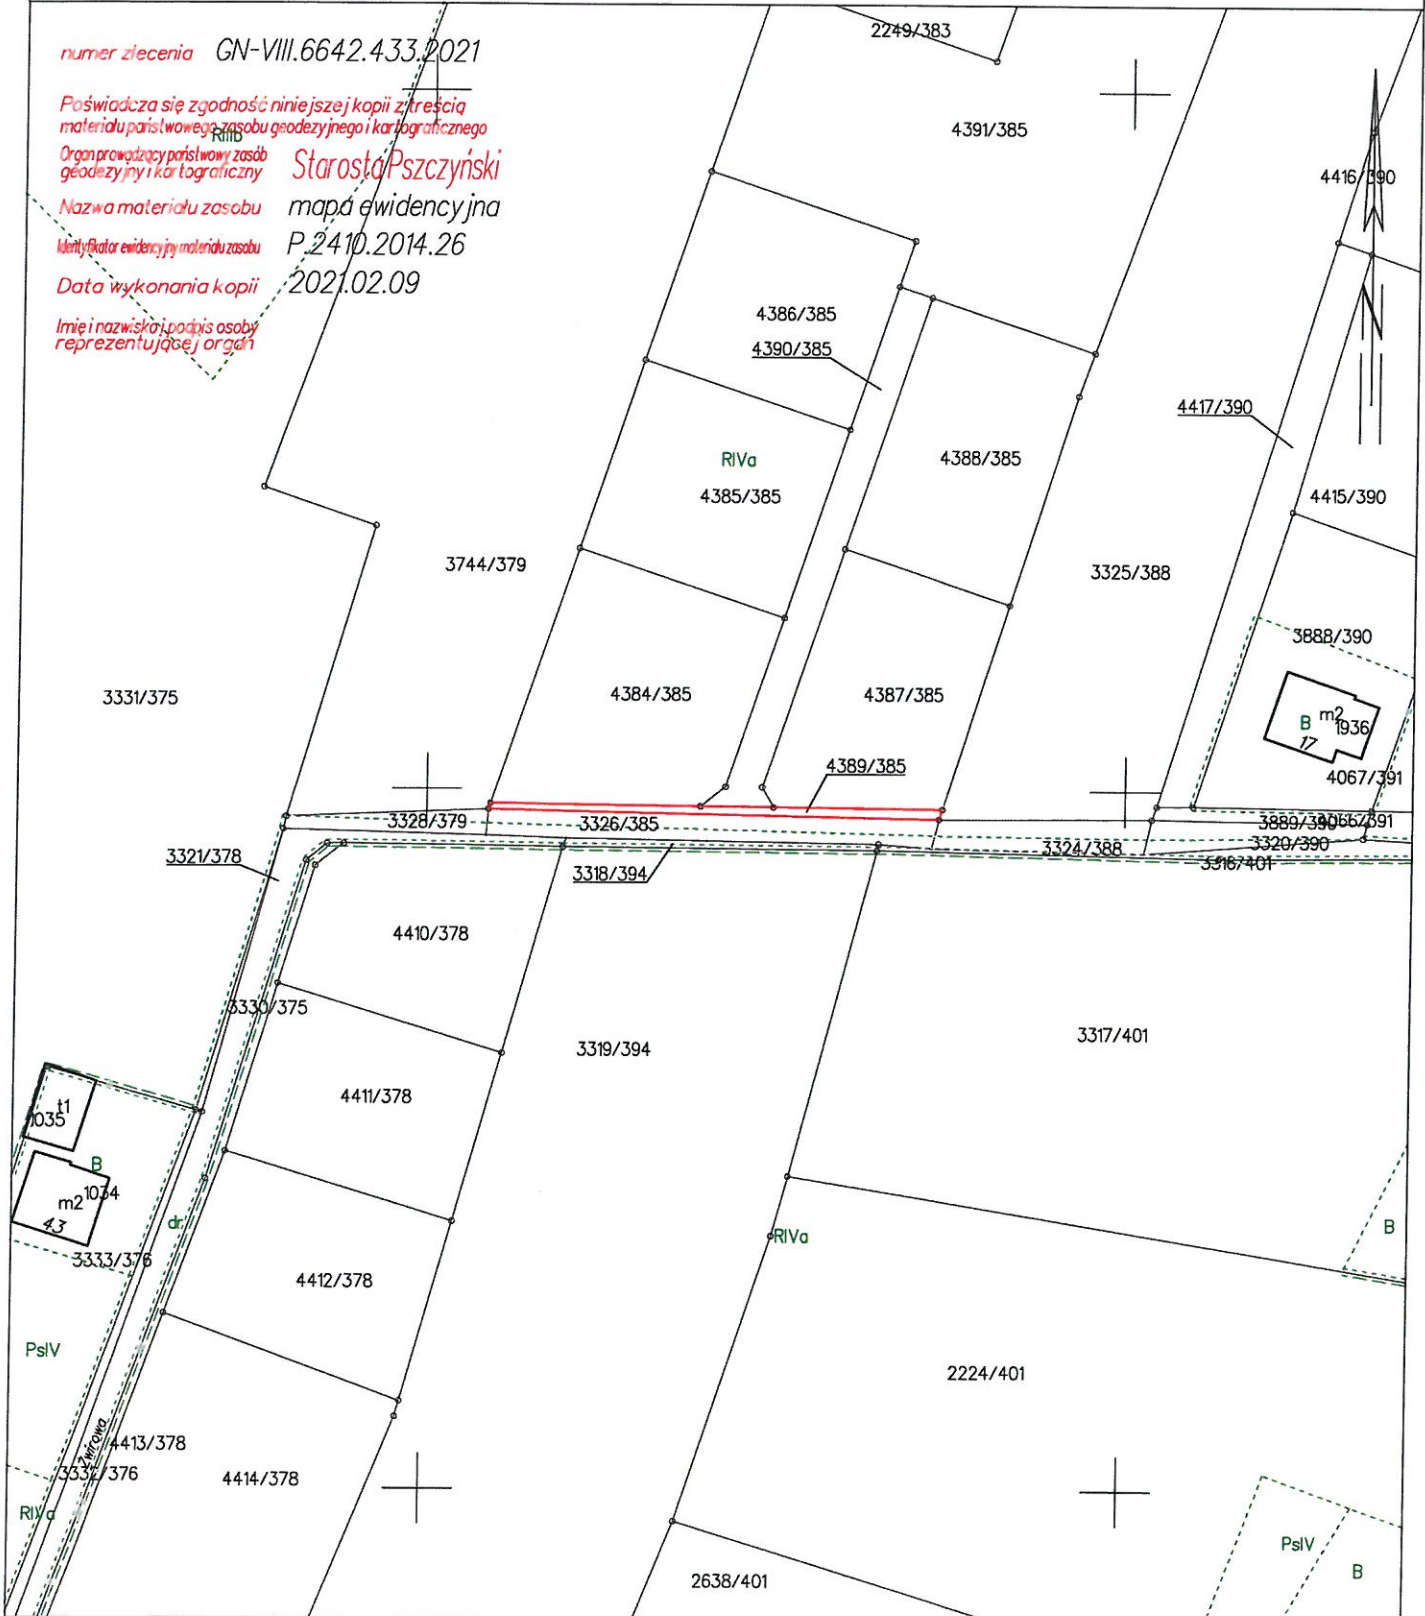 numer zlecenia GN-VIII.6642.433.2021
2249/383
Poświadcza się zgodność niniejszej kopii z treścią
materiału państwowego zasobu geodezyjnego i kartograficznego
RIIIb
4391/385
Organ prowadzący państwowy zasób
geodezyjny i kartograficzny Starosta Pszczyński
4416/390
Nazwa materiału zasobu mapa ewidencyjna
Identyfikator ewidencyjny materiału zasobu P.2410.2014.26
Data wykonania kopii 2021.02.09
Imię i nazwisko i podpis osoby
reprezentującej organ
4386/385
4390/385
4417/390
RIVa
4388/385
4385/385
4415/390
3744/379
3325/388
3888/390
3331/375
4384/385
4387/385
B m2 1936
17
4389/385
4067/391
3328/379
3326/385
3889/390
4066/391
3324/388
3320/390
3321/378
3318/394
3316/401
4410/378
3330/375
3317/401
3319/394
4411/378
t1
1035
B
m2 1034
43
dr
RIVa
B
3333/376
4412/378
PsIV
2224/401
Żwirowa
4413/378
3332/376
4414/378
RIVa
PsIV
B
2638/401